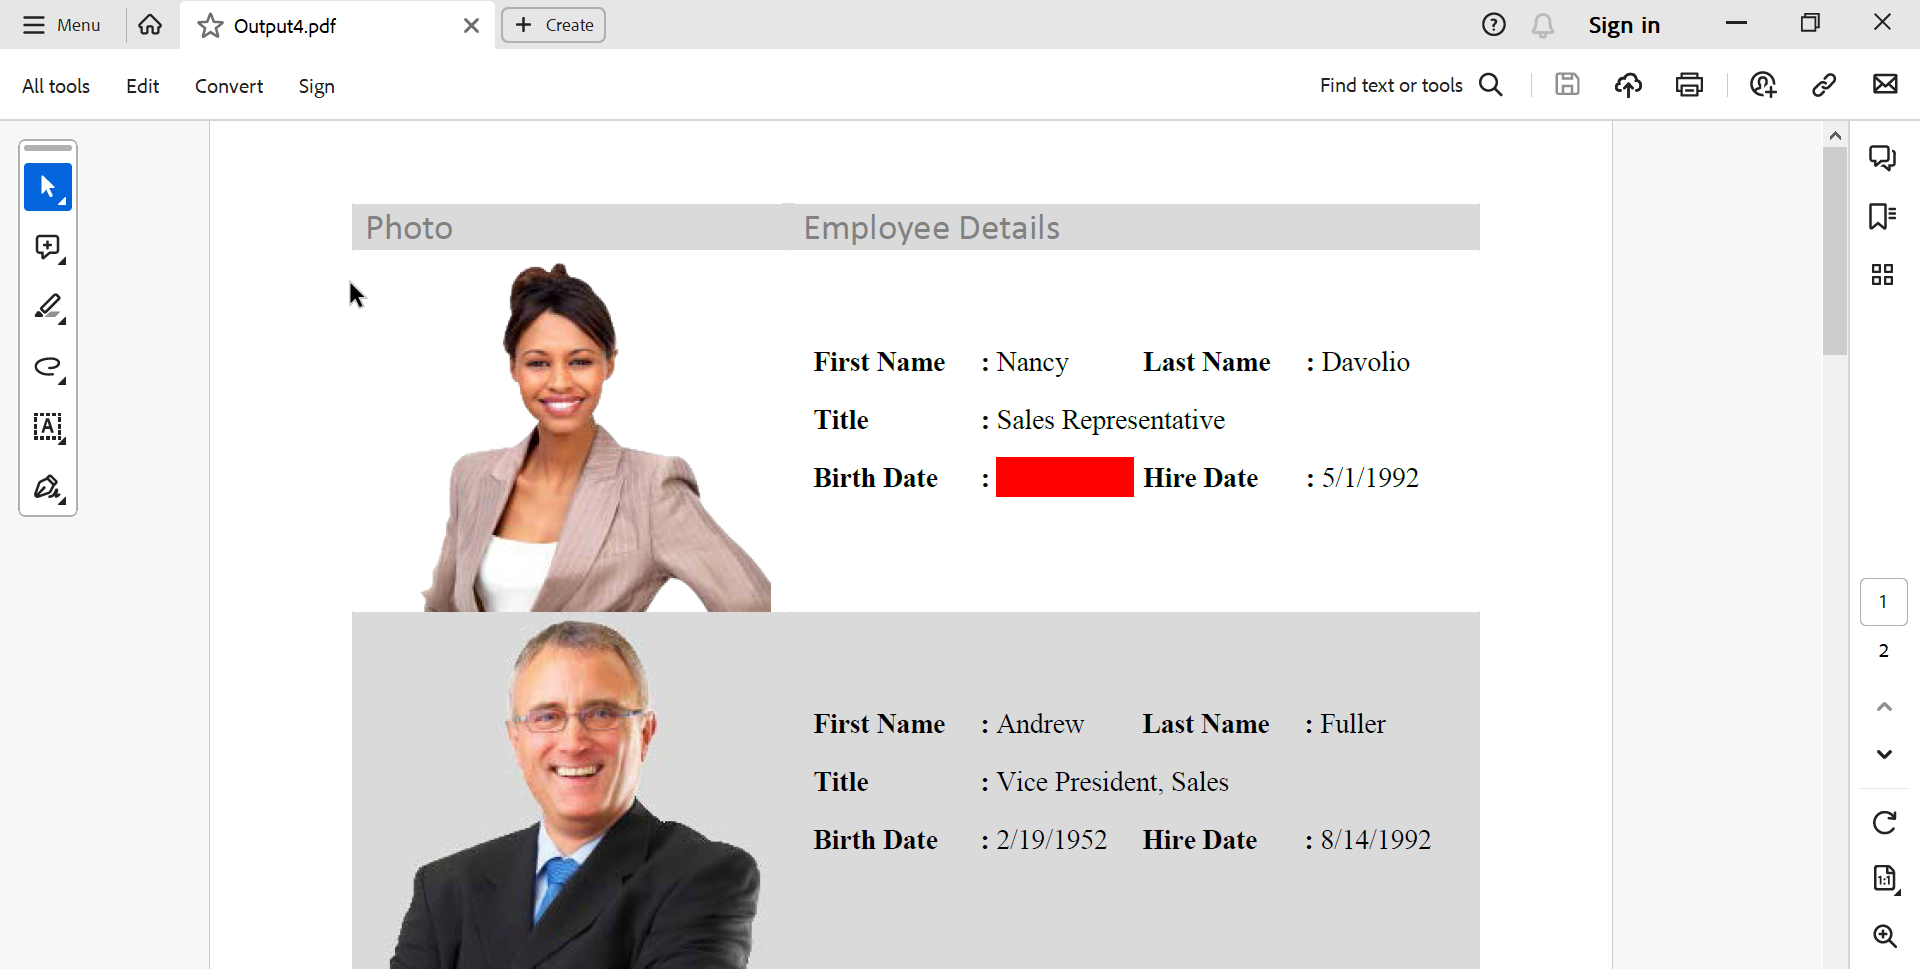 Menu
Output4.pdf
Create
Sign in
All tools
Edit
Convert
Sign
Find text or tools
Photo
Employee Details
First Name : Nancy Last Name : Davolio
Title : Sales Representative
Birth Date : Hire Date : 5/1/1992
First Name : Andrew Last Name : Fuller
Title : Vice President, Sales
Birth Date : 2/19/1952 Hire Date : 8/14/1992
1
2